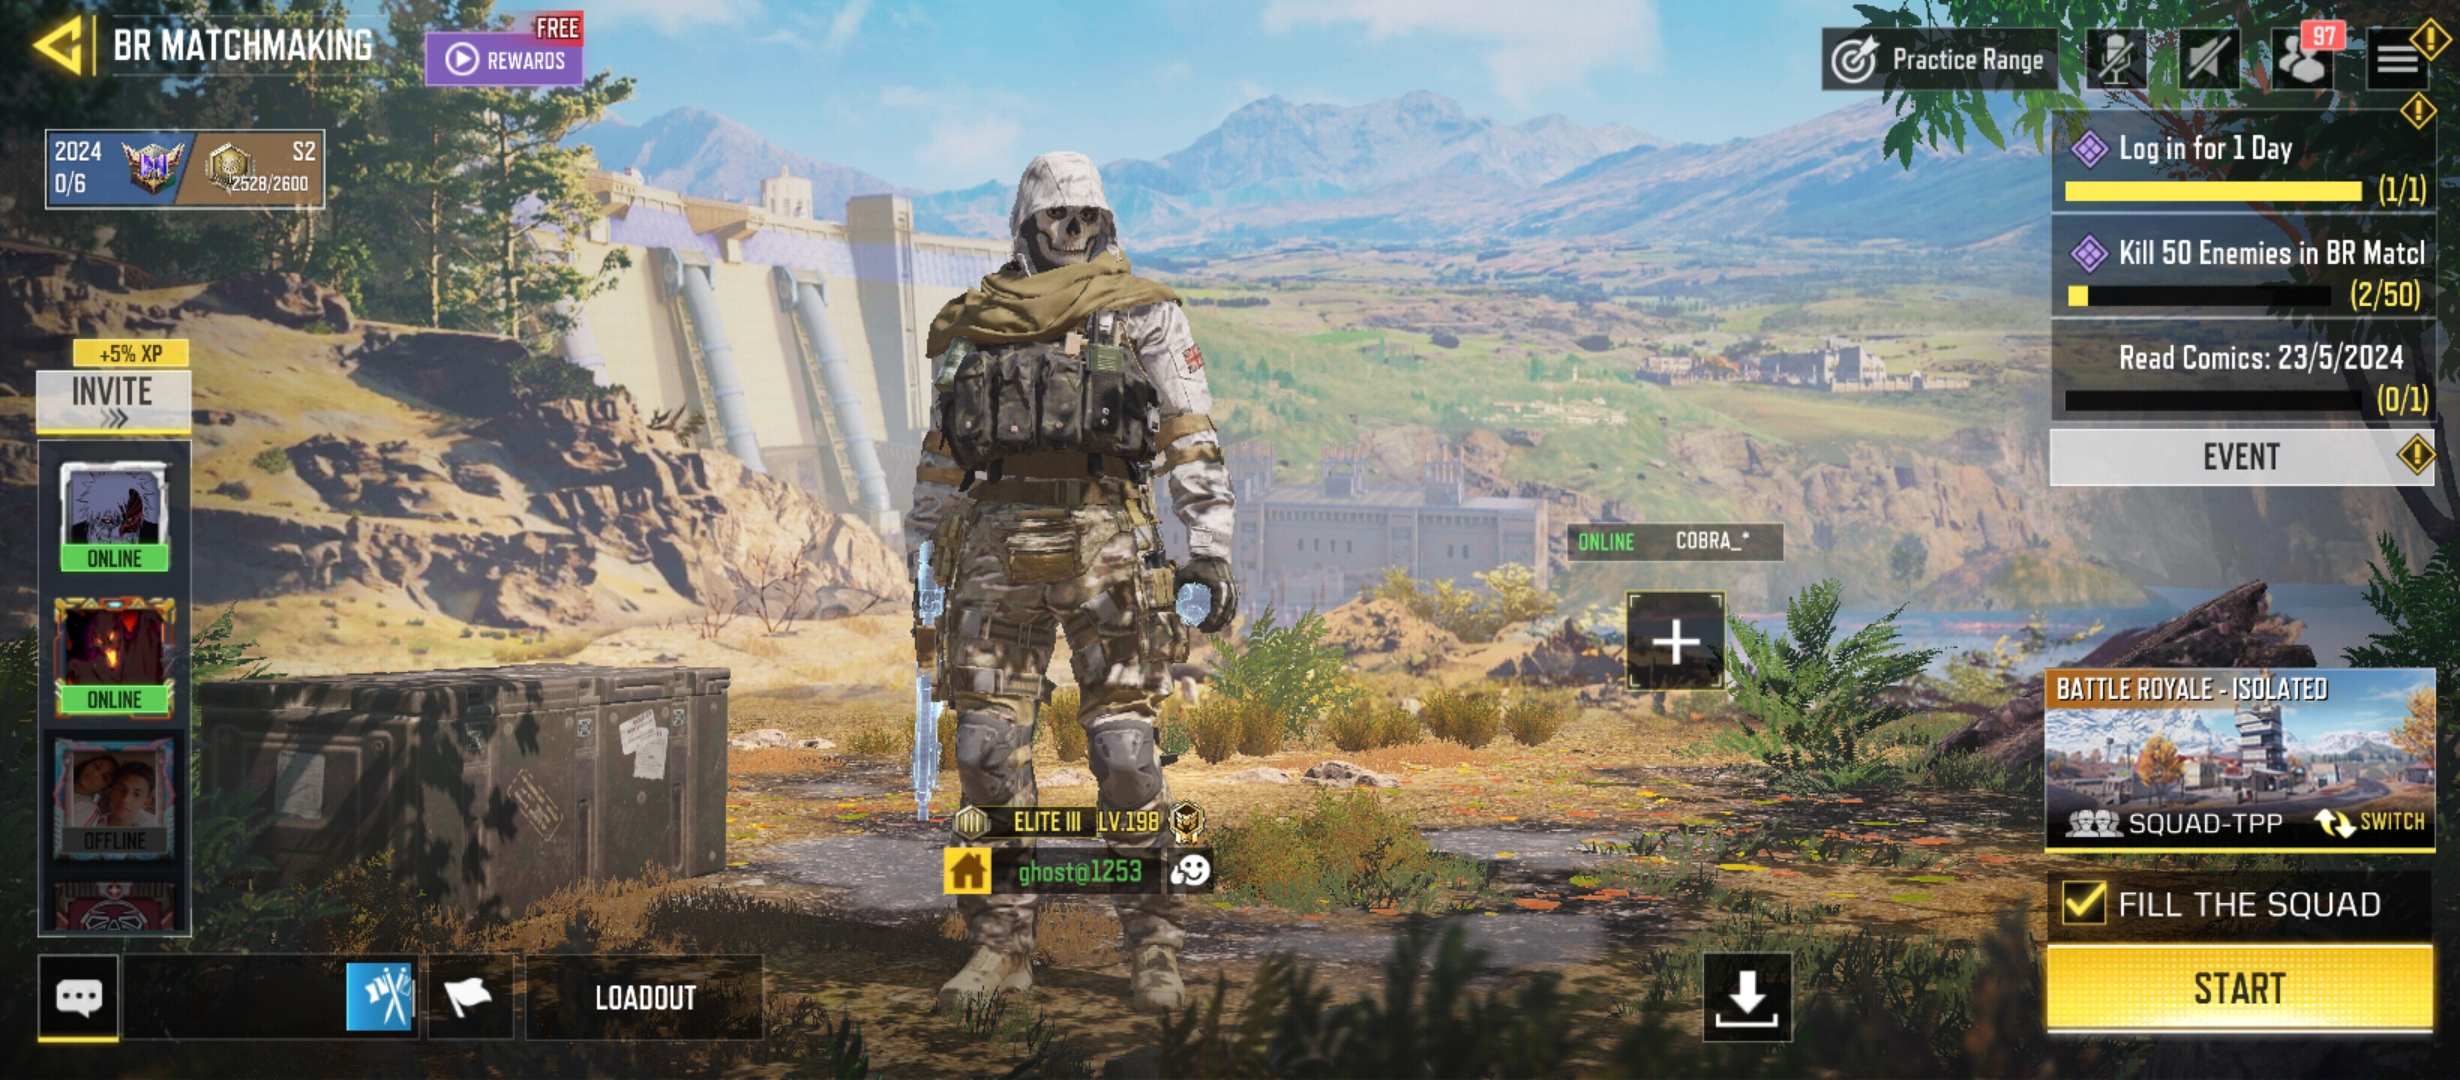 BR MATCHMAKING
FREE
REWARDS
Practice Range
97
2024
0/6
S2
2528/2600
Log in for 1 Day
(1/1)
Kill 50 Enemies in BR Matcl
(2/50)
Read Comics: 23/5/2024
(0/1)
EVENT
+5% XP
INVITE
ONLINE
ONLINE
OFFLINE
ONLINE COBRA_*
BATTLE ROYALE - ISOLATED
SQUAD-TPP
SWITCH
ELITE III LV.198
ghost@1253
FILL THE SQUAD
LOADOUT
START